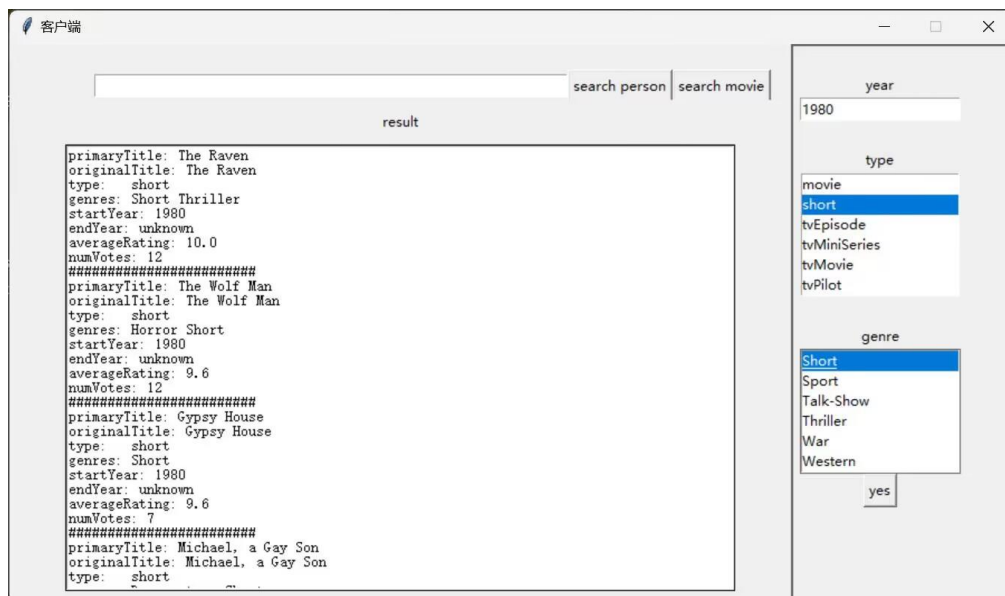 客户端
search person search movie
result
primaryTitle: The Raven
originalTitle: The Raven
type: short
genres: Short Thriller
startYear: 1980
endYear: unknown
averageRating: 10.0
numVotes: 12
########################
primaryTitle: The Wolf Man
originalTitle: The Wolf Man
type: short
genres: Horror Short
startYear: 1980
endYear: unknown
averageRating: 9.6
numVotes: 12
########################
primaryTitle: Gypsy House
originalTitle: Gypsy House
type: short
genres: Short
startYear: 1980
endYear: unknown
averageRating: 9.6
numVotes: 7
########################
primaryTitle: Michael, a Gay Son
originalTitle: Michael, a Gay Son
type: short
year
1980
type
movie
short
tvEpisode
tvMiniSeries
tvMovie
tvPilot
genre
Short
Sport
Talk-Show
Thriller
War
Western
yes